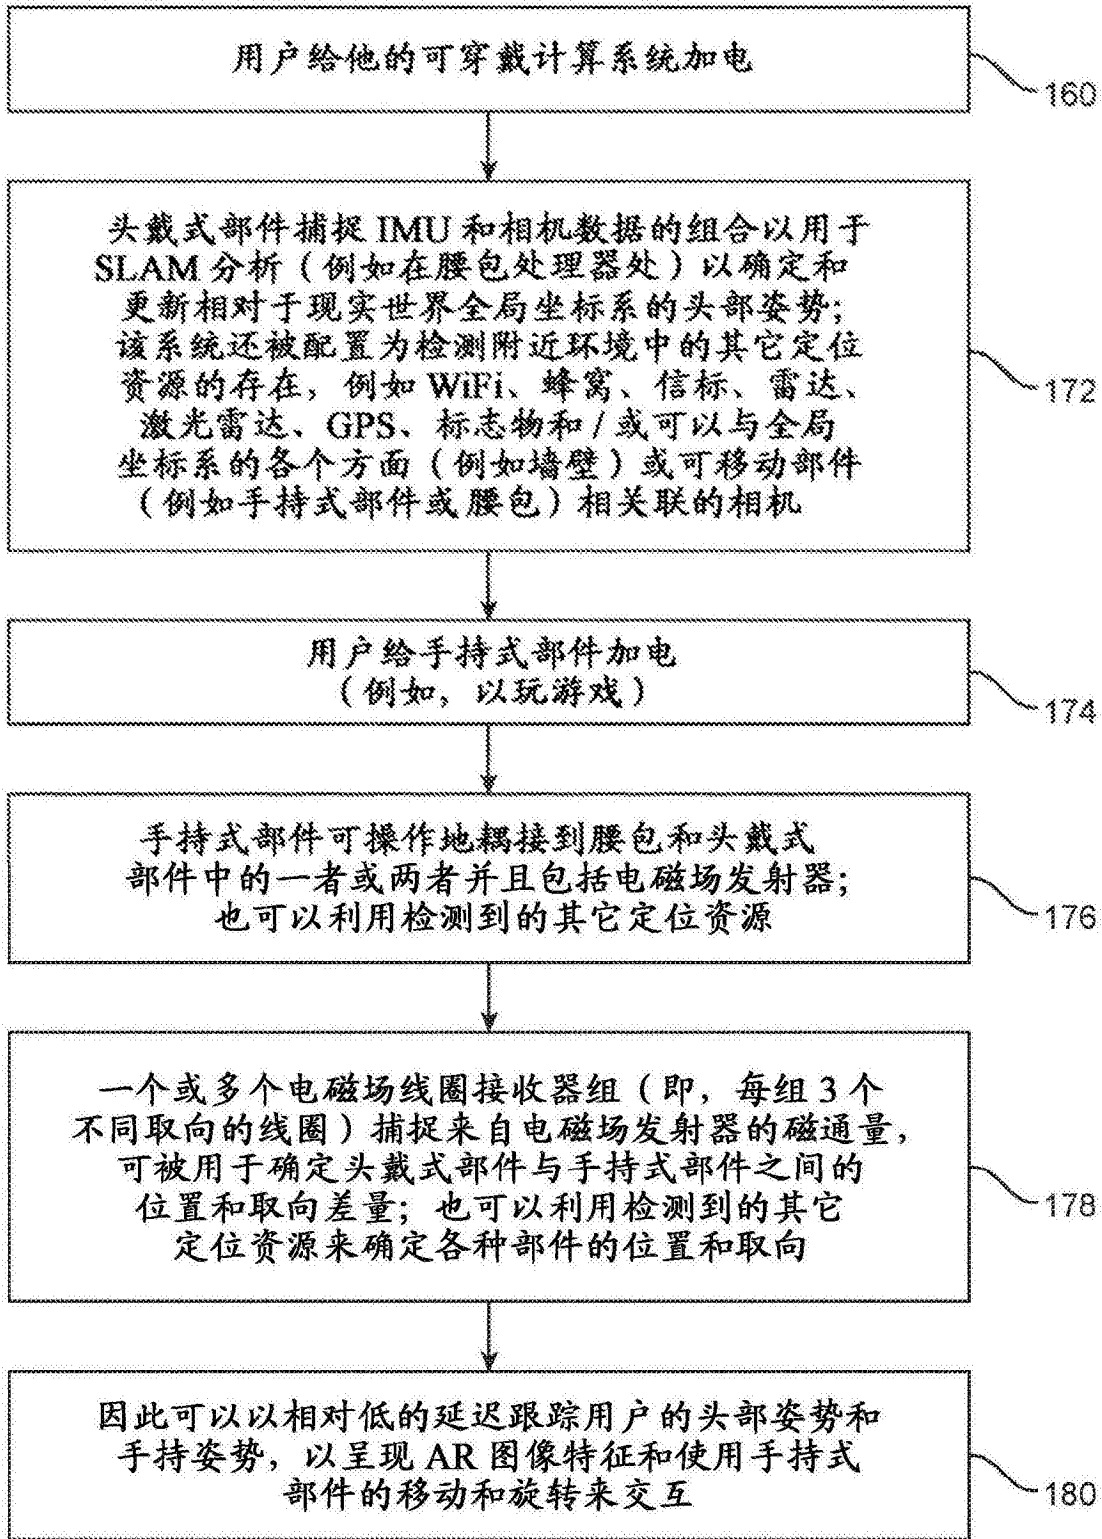 用户给他的可穿戴计算系统加电
160
头戴式部件捕捉 IMU 和相机数据的组合以用于
SLAM 分析（例如在腰包处理器处）以确定和
更新相对于现实世界全局坐标系的头部姿势；
该系统还被配置为检测附近环境中的其它定位
资源的存在，例如 WiFi、蜂窝、信标、雷达、
激光雷达、GPS、标志物和 / 或可以与全局
坐标系的各个方面（例如墙壁）或可移动部件
（例如手持式部件或腰包）相关联的相机
172
用户给手持式部件加电
（例如，以玩游戏）
174
手持式部件可操作地耦接到腰包和头戴式
部件中的一者或两者并且包括电磁场发射器；
也可以利用检测到的其它定位资源
176
一个或多个电磁场线圈接收器组（即，每组 3 个
不同取向的线圈）捕捉来自电磁场发射器的磁通量，
可被用于确定头戴式部件与手持式部件之间的
位置和取向差量；也可以利用检测到的其它
定位资源来确定各种部件的位置和取向
178
因此可以以相对低的延迟跟踪用户的头部姿势和
手持姿势，以呈现 AR 图像特征和使用手持式
部件的移动和旋转来交互
180